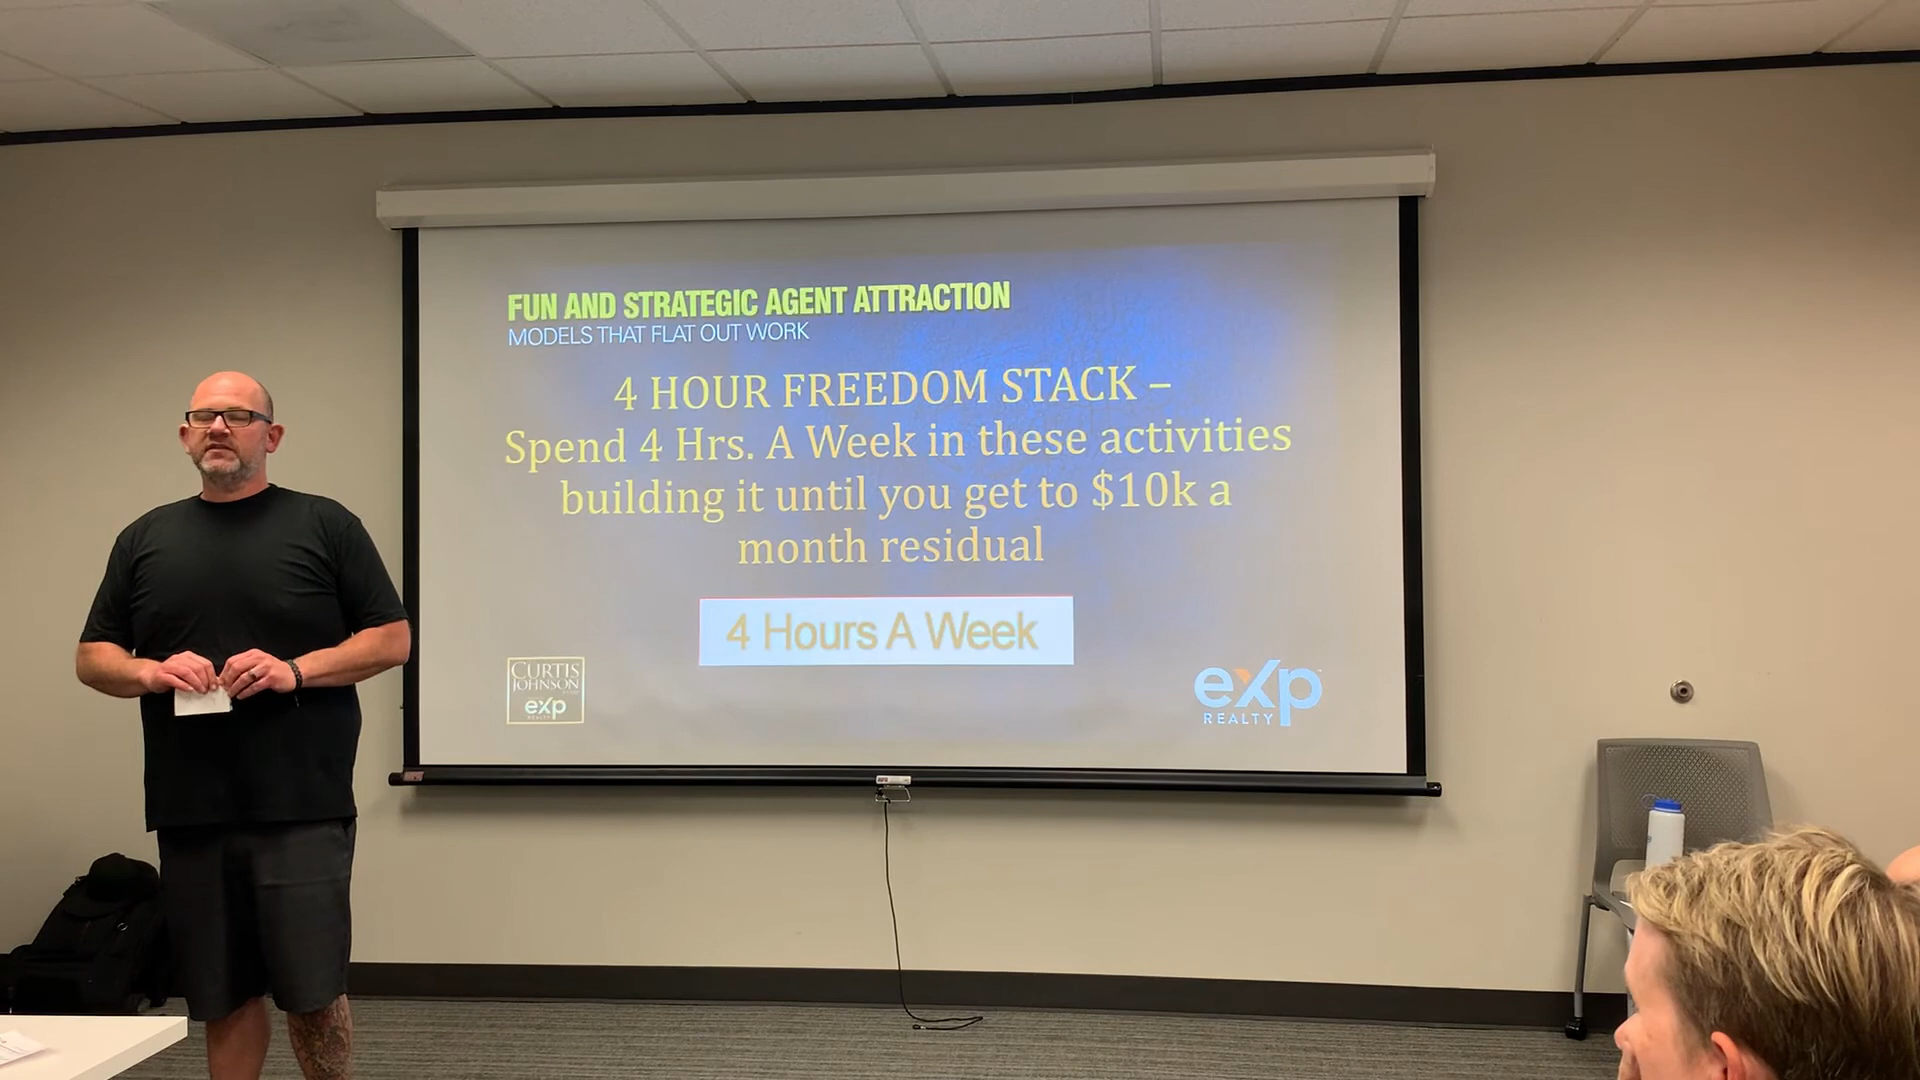 FUN AND STRATEGIC AGENT ATTRACTION
MODELS THAT FLAT OUT WORK
4 HOUR FREEDOM STACK –
Spend 4 Hrs. A Week in these activities
building it until you get to $10k a
month residual
4 Hours A Week
CURTIS
JOHNSON
exp
REALTY
exp
REALTY